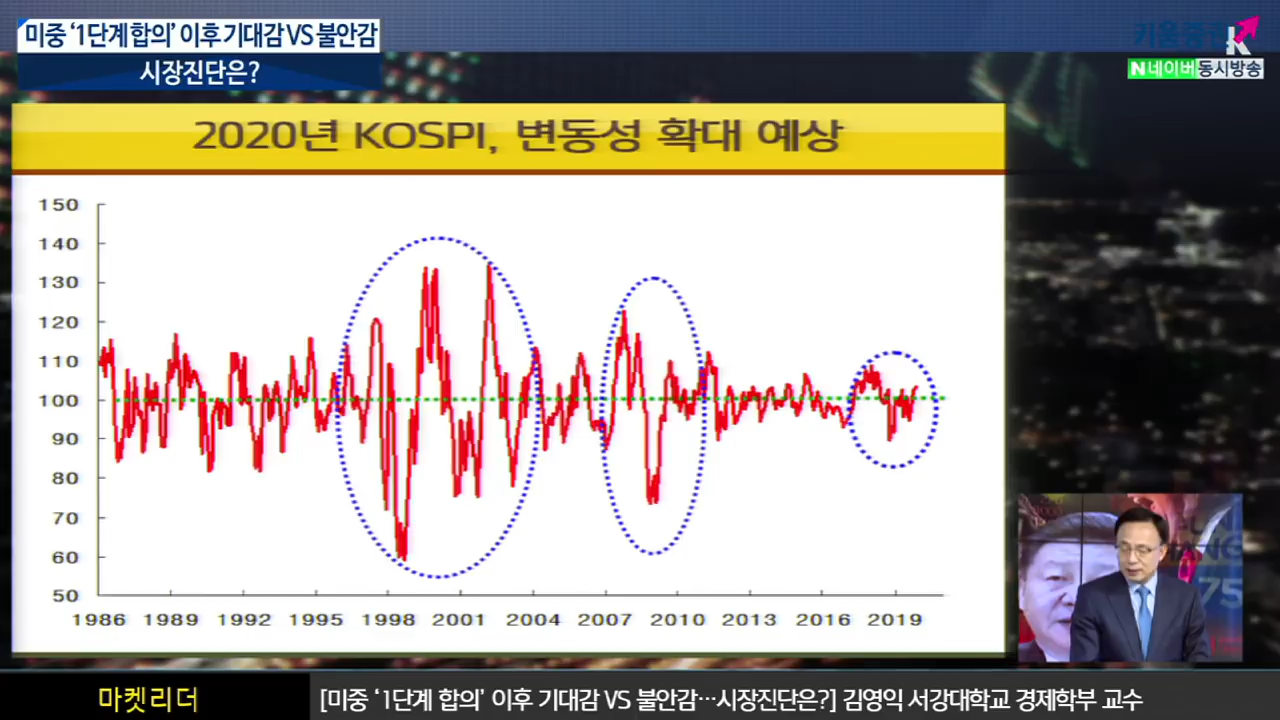 미중 ‘1단계 합의’ 이후 기대감 VS 불안감
시장진단은?
키움증권
N 네이버 동시방송
2020년 KOSPI, 변동성 확대 예상
150
140
130
120
110
100
90
80
70
60
50
1986 1989 1992 1995 1998 2001 2004 2007 2010 2013 2016 2019
75
마켓리더
[미중 ‘1단계 합의’ 이후 기대감 VS 불안감…시장진단은?] 김영익 서강대학교 경제학부 교수